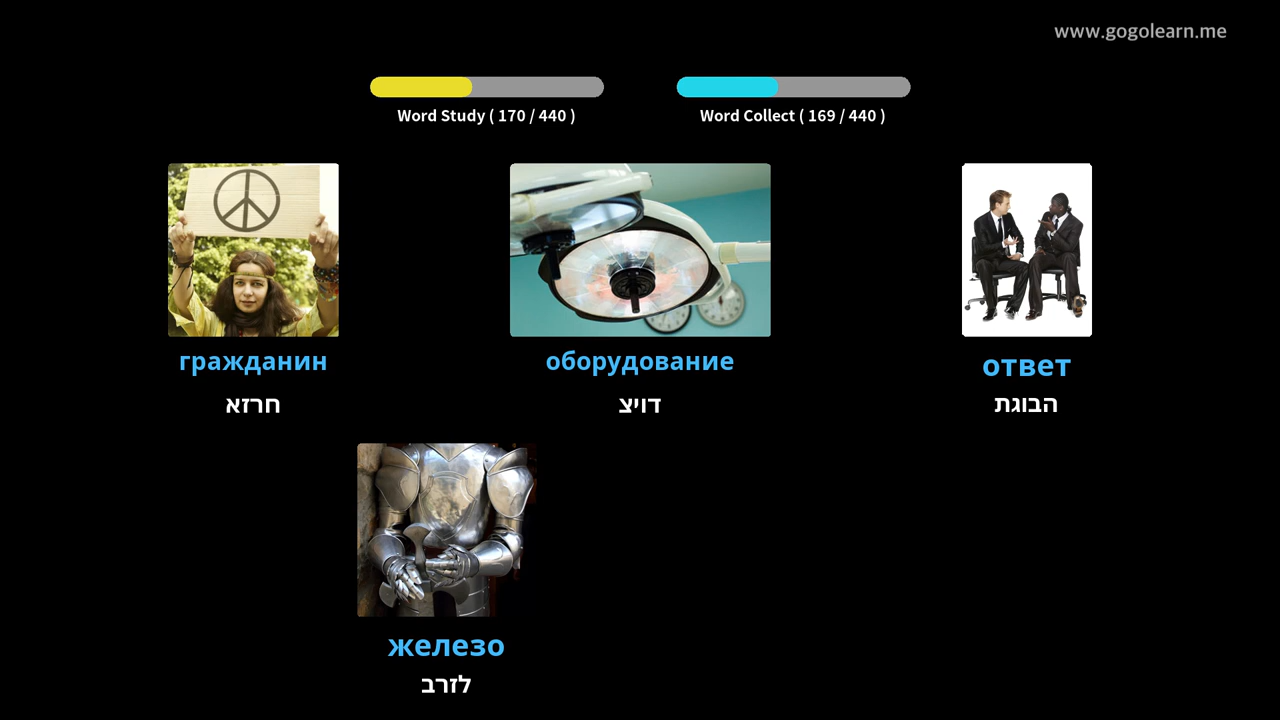 www.gogolearn.me
Word Study ( 170 / 440 )
Word Collect ( 169 / 440 )
гражданин
חרזא
оборудование
דויצ
ответ
הבוגת
железо
לזרב